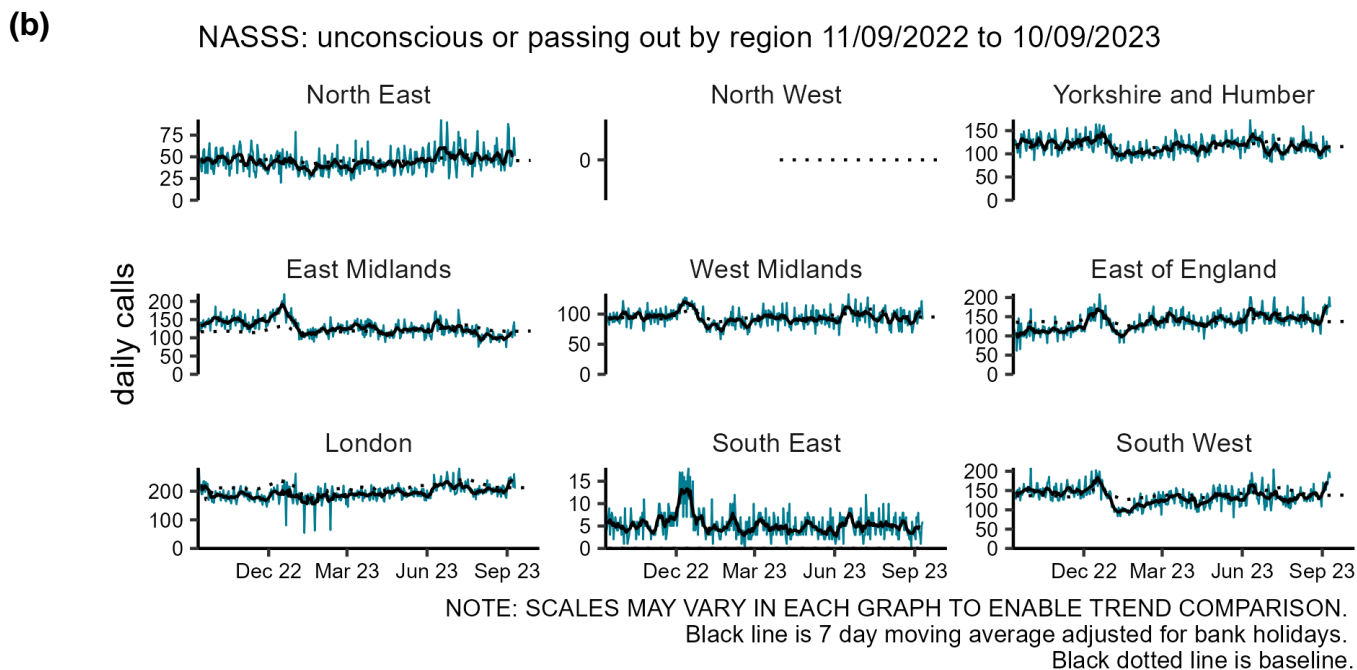 (b)
NASSS: unconscious or passing out by region 11/09/2022 to 10/09/2023
North East
North West
Yorkshire and Humber
75
50
25
0
0
150
100
50
0
daily calls
East Midlands
West Midlands
East of England
200
150
100
50
0
100
50
0
200
150
100
50
0
London
South East
South West
200
100
0
15
10
5
0
200
150
100
50
0
Dec 22 Mar 23 Jun 23 Sep 23
Dec 22 Mar 23 Jun 23 Sep 23
Dec 22 Mar 23 Jun 23 Sep 23
NOTE: SCALES MAY VARY IN EACH GRAPH TO ENABLE TREND COMPARISON.
Black line is 7 day moving average adjusted for bank holidays.
Black dotted line is baseline.